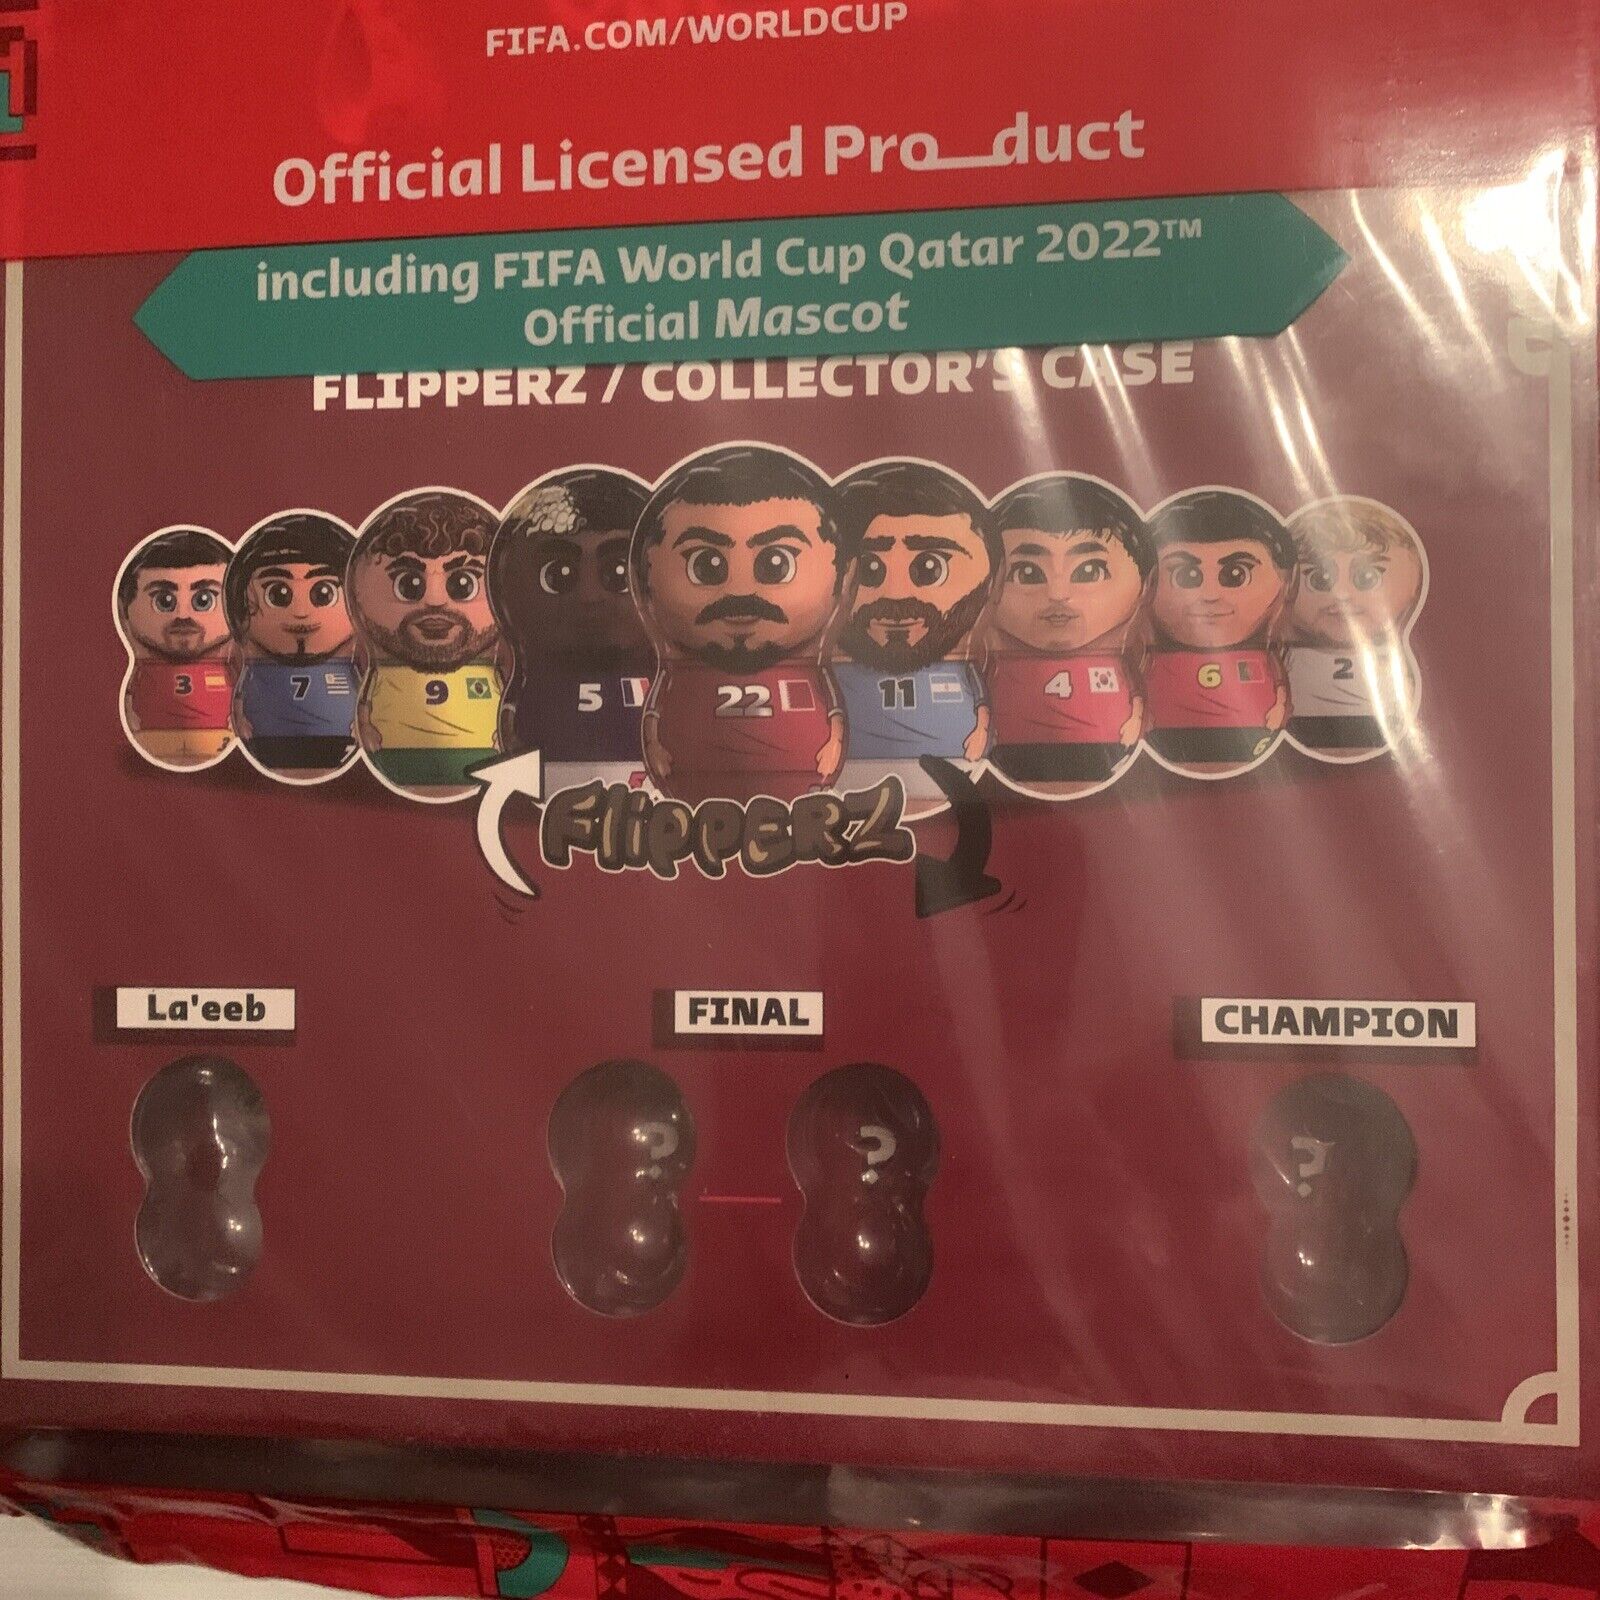 FIFA.COM/WORLDCUP
Official Licensed Product
including FIFA World Cup Qatar 2022™
Official Mascot
FLIPPERZ / COLLECTOR'S CASE
3
7
9
5
22
11
4
6
2
6
FlippERZ
La'eeb
FINAL
CHAMPION
?
?
?